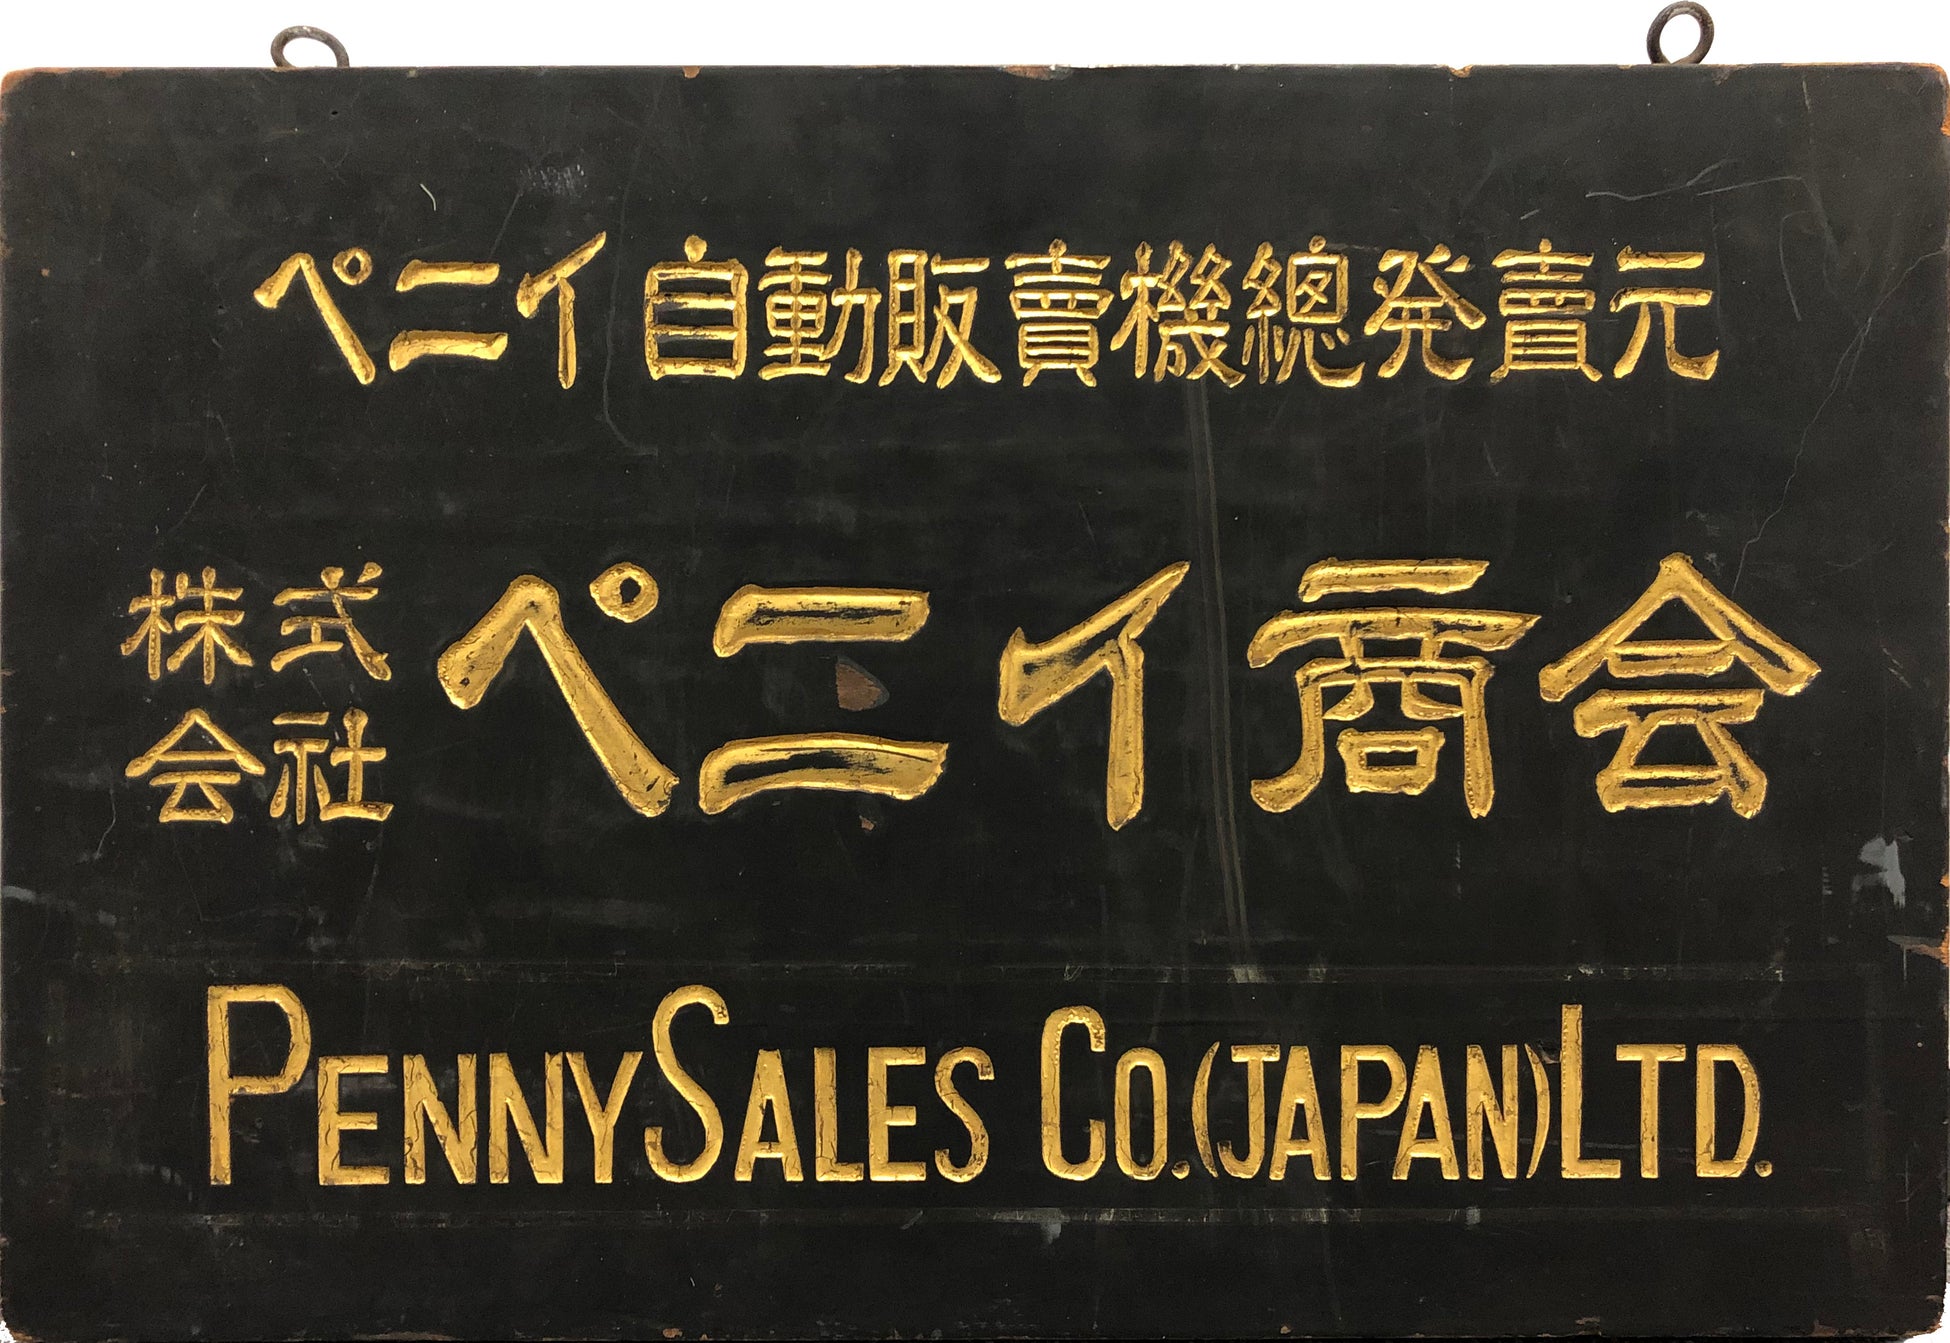 ペニイ自動販賣機總発賣元
株式会社ペニイ商会
PENNY SALES CO.(JAPAN)LTD.